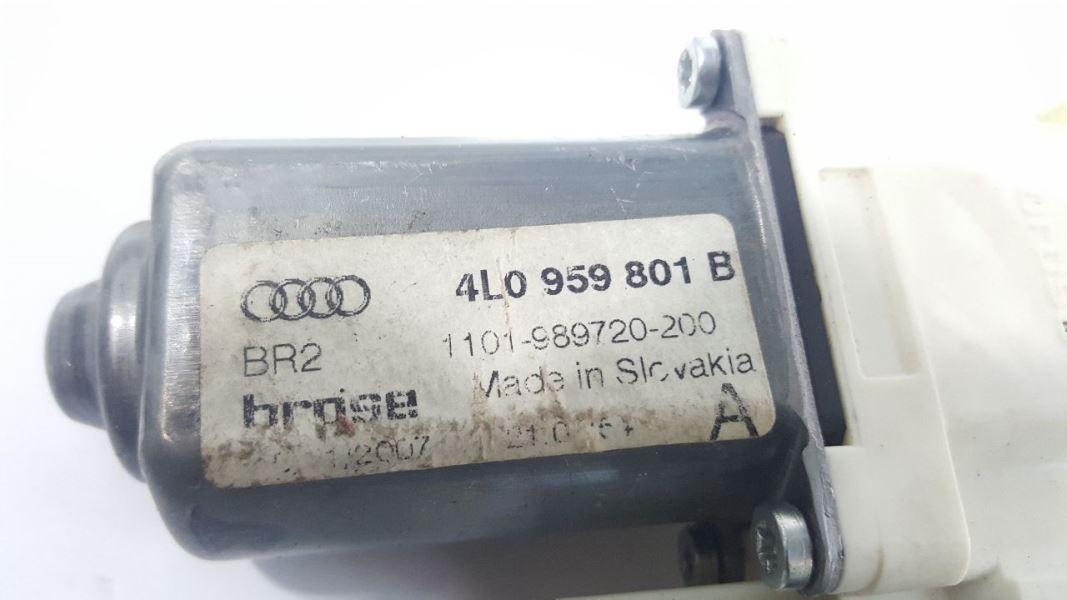 4L0 959 801 B
1101-989720-200
BR2
Made in Slovakia
brose
A